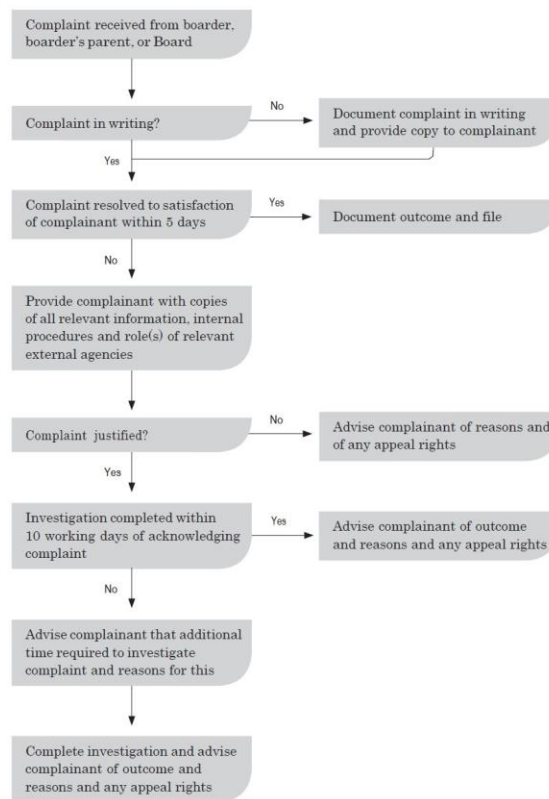 Complaint received from boarder,
boarder's parent, or Board
Complaint in writing?
No
Document complaint in writing
and provide copy to complainant
Yes
Complaint resolved to satisfaction
of complainant within 5 days
Yes
Document outcome and file
No
Provide complainant with copies
of all relevant information, internal
procedures and role(s) of relevant
external agencies
Complaint justified?
No
Advise complainant of reasons and
of any appeal rights
Yes
Investigation completed within
10 working days of acknowledging
complaint
Yes
Advise complainant of outcome
and reasons and any appeal rights
No
Advise complainant that additional
time required to investigate
complaint and reasons for this
Complete investigation and advise
complainant of outcome and
reasons and any appeal rights